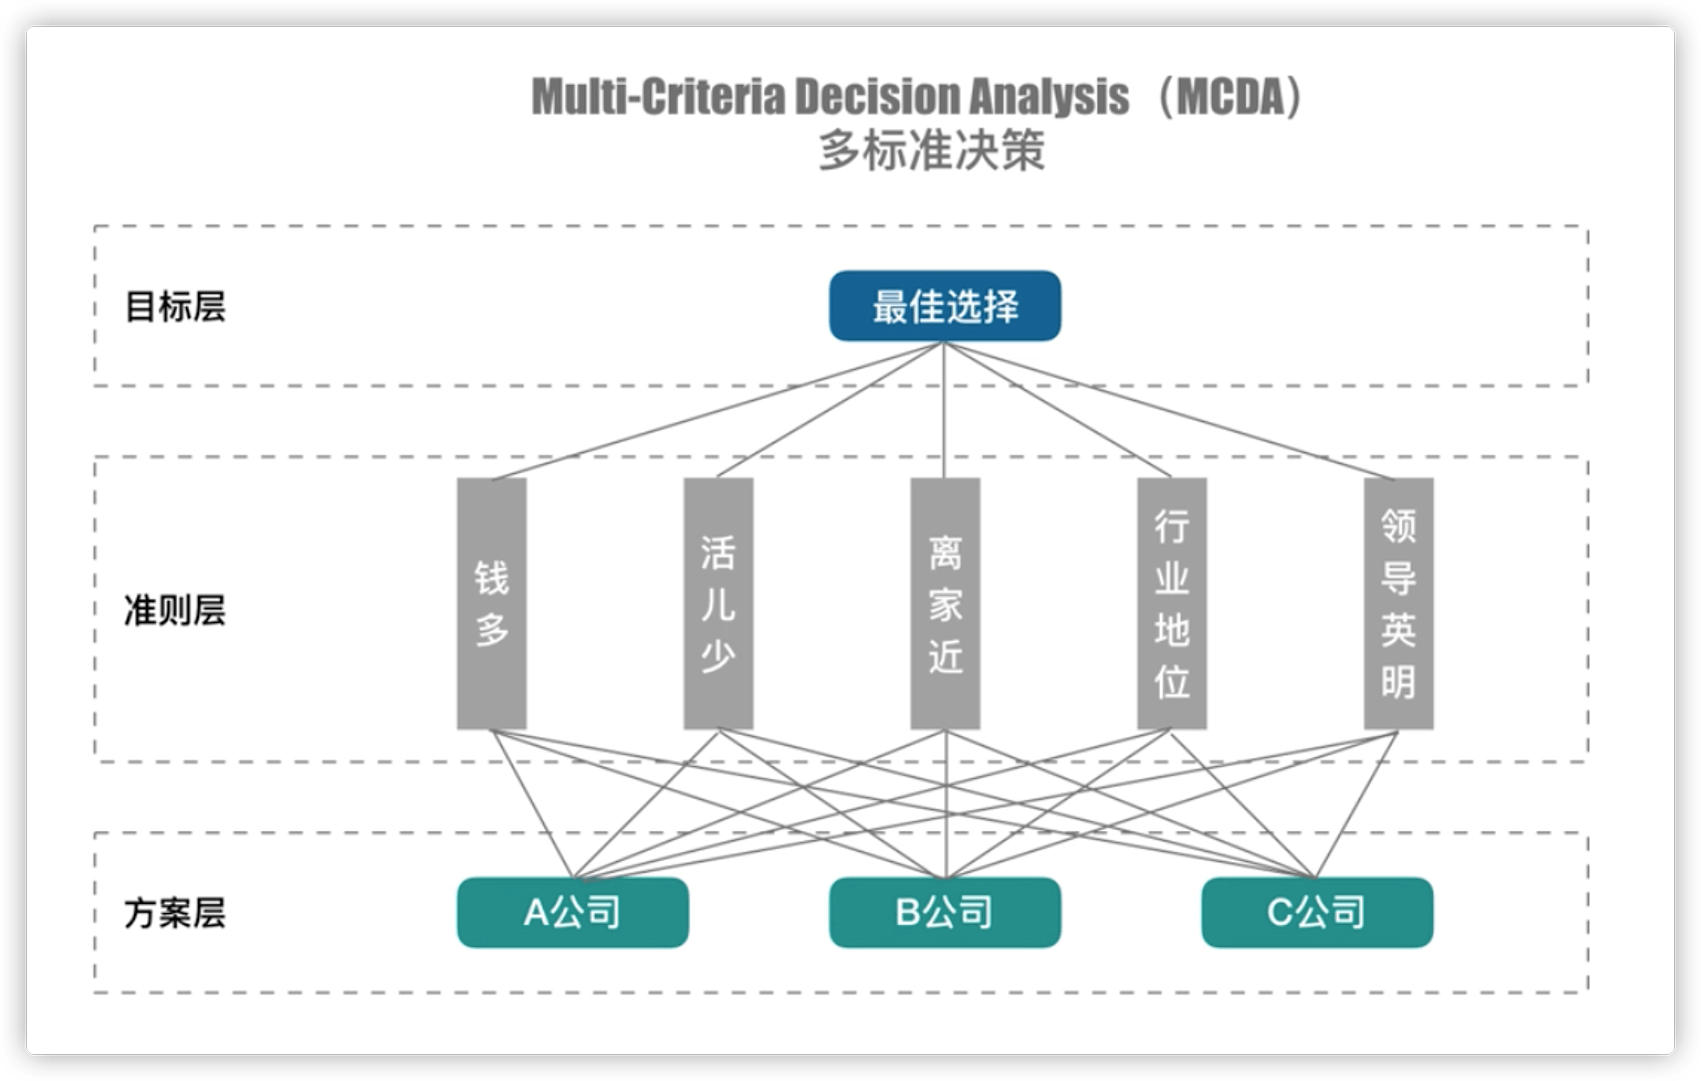 Multi-Criteria Decision Analysis（MCDA）
多标准决策
目标层
最佳选择
准则层
钱多
活儿少
离家近
行业地位
领导英明
方案层
A公司
B公司
C公司